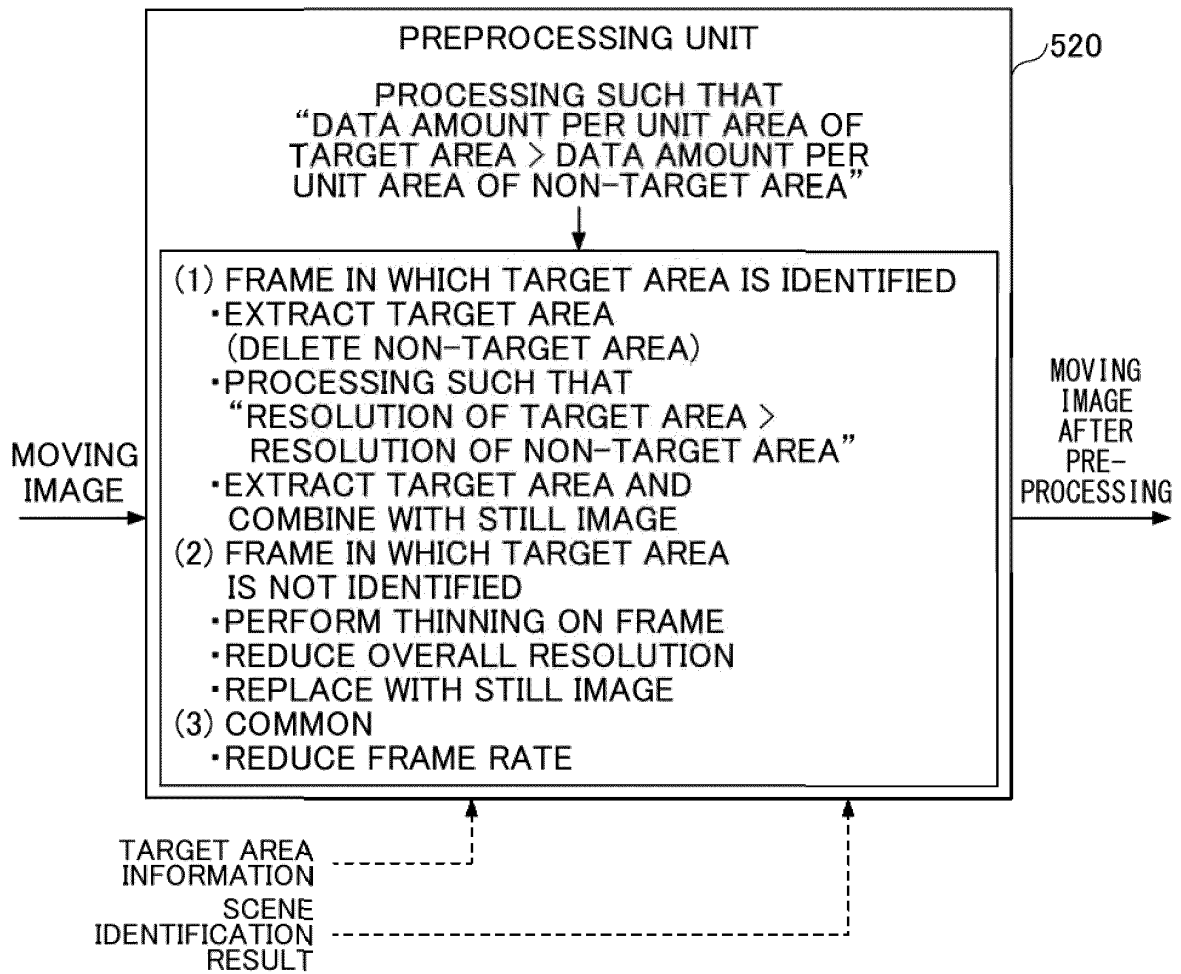 PREPROCESSING UNIT
520
PROCESSING SUCH THAT
“DATA AMOUNT PER UNIT AREA OF
TARGET AREA > DATA AMOUNT PER
UNIT AREA OF NON-TARGET AREA”
(1) FRAME IN WHICH TARGET AREA IS IDENTIFIED
・EXTRACT TARGET AREA
(DELETE NON-TARGET AREA)
・PROCESSING SUCH THAT
“RESOLUTION OF TARGET AREA >
RESOLUTION OF NON-TARGET AREA”
・EXTRACT TARGET AREA AND
COMBINE WITH STILL IMAGE
(2) FRAME IN WHICH TARGET AREA
IS NOT IDENTIFIED
・PERFORM THINNING ON FRAME
・REDUCE OVERALL RESOLUTION
・REPLACE WITH STILL IMAGE
(3) COMMON
・REDUCE FRAME RATE
MOVING
IMAGE
MOVING
IMAGE
AFTER
PRE-
PROCESSING
TARGET AREA
INFORMATION
SCENE
IDENTIFICATION
RESULT